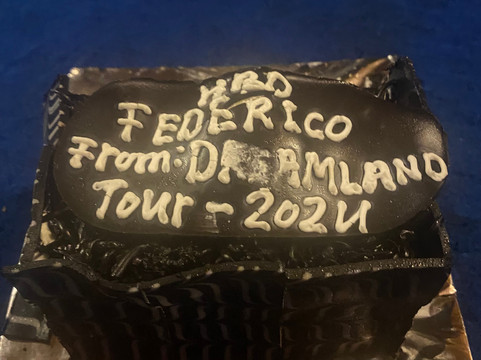 HBD
FEDERICO
From: DREAMLAND
Tour - 2024